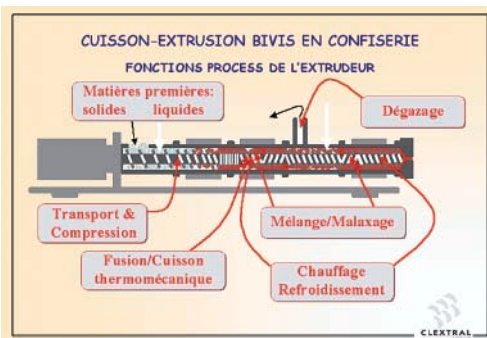 CUISSON-EXTRUSION BIVIS EN CONFISERIE
FONCTIONS PROCESS DE L'EXTRUDEUR
Matières premières:
solides liquides
Dégazage
Transport &
Compression
Mélange/Malaxage
Fusion/Cuisson
thermomécanique
Chauffage
Refroidissement
CLEXTRAL